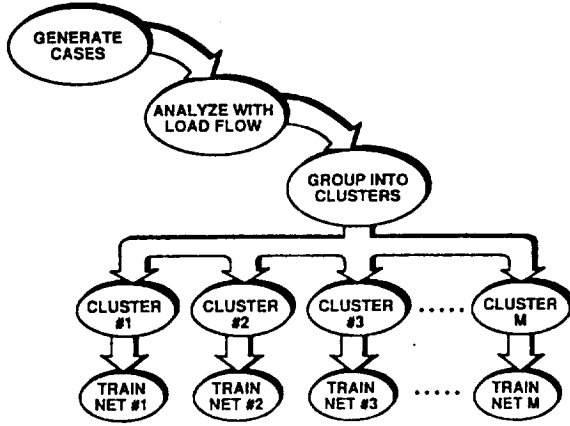 GENERATE
CASES
ANALYZE WITH
LOAD FLOW
GROUP INTO
CLUSTERS
CLUSTER
#1
CLUSTER
#2
CLUSTER
#3
.....
CLUSTER
M
TRAIN
NET #1
TRAIN
NET #2
TRAIN
NET #3
.....
TRAIN
NET M